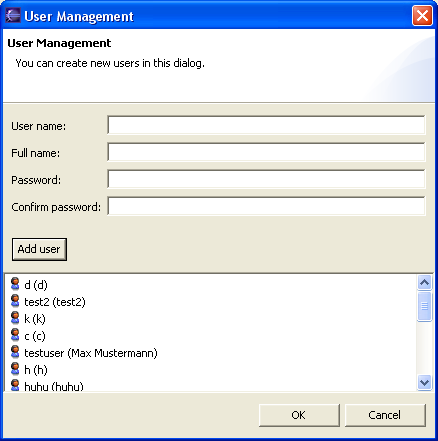 User Management
User Management
You can create new users in this dialog.
User name:
Full name:
Password:
Confirm password:
Add user
d (d)
test2 (test2)
k (k)
c (c)
testuser (Max Mustermann)
h (h)
huhu (huhu)
OK Cancel